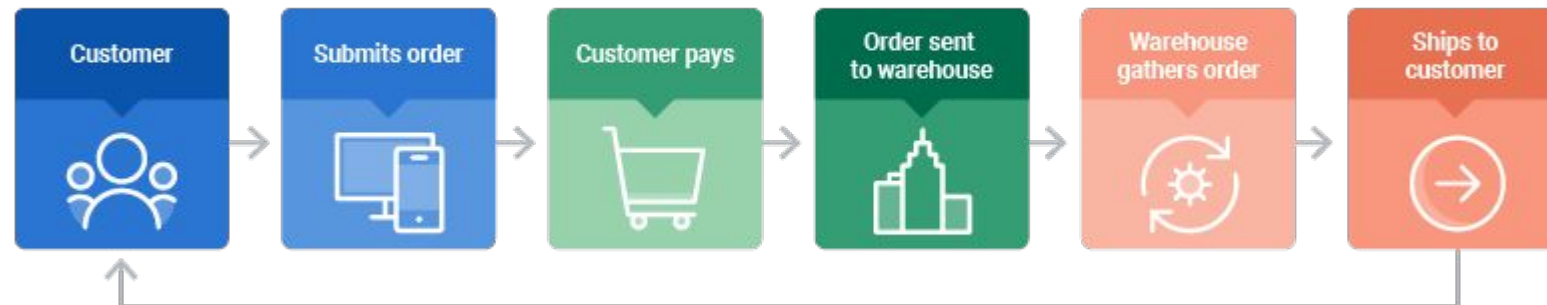 Customer
Submits order
Customer pays
Order sent
to warehouse
Warehouse
gathers order
Ships to
customer